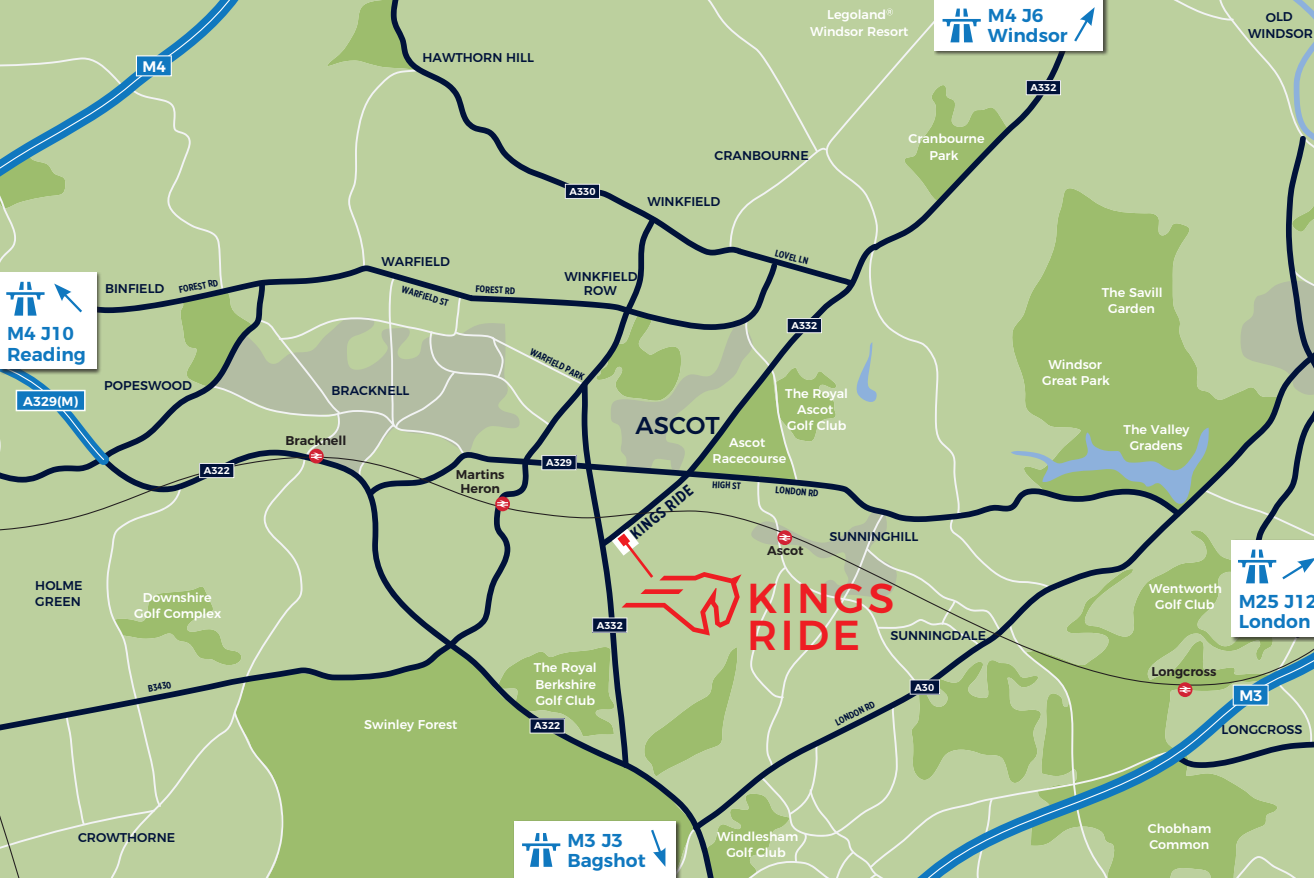 Legoland®
Windsor Resort
M4 J6
Windsor
OLD
WINDSOR
M4
HAWTHORN HILL
A332
Cranbourne
Park
CRANBOURNE
A330
WINKFIELD
LOVEL LN
WARFIELD
WINKFIELD
ROW
BINFIELD
FOREST RD
WARFIELD ST
FOREST RD
The Savill
Garden
M4 J10
Reading
A332
WARFIELD PARK
Windsor
Great Park
POPESWOOD
BRACKNELL
A329(M)
The Royal
Ascot
Golf Club
ASCOT
Ascot
Racecourse
The Valley
Gradens
Bracknell
A322
A329
Martins
Heron
HIGH ST
LONDON RD
KINGS RIDE
Ascot
SUNNINGHILL
HOLME
GREEN
Downshire
Golf Complex
KINGS
RIDE
Wentworth
Golf Club
M25 J12
London
A332
SUNNINGDALE
The Royal
Berkshire
Golf Club
Longcross
B3430
A30
M3
LONDON RD
Swinley Forest
A322
LONGCROSS
CROWTHORNE
M3 J3
Bagshot
Windlesham
Golf Club
Chobham
Common